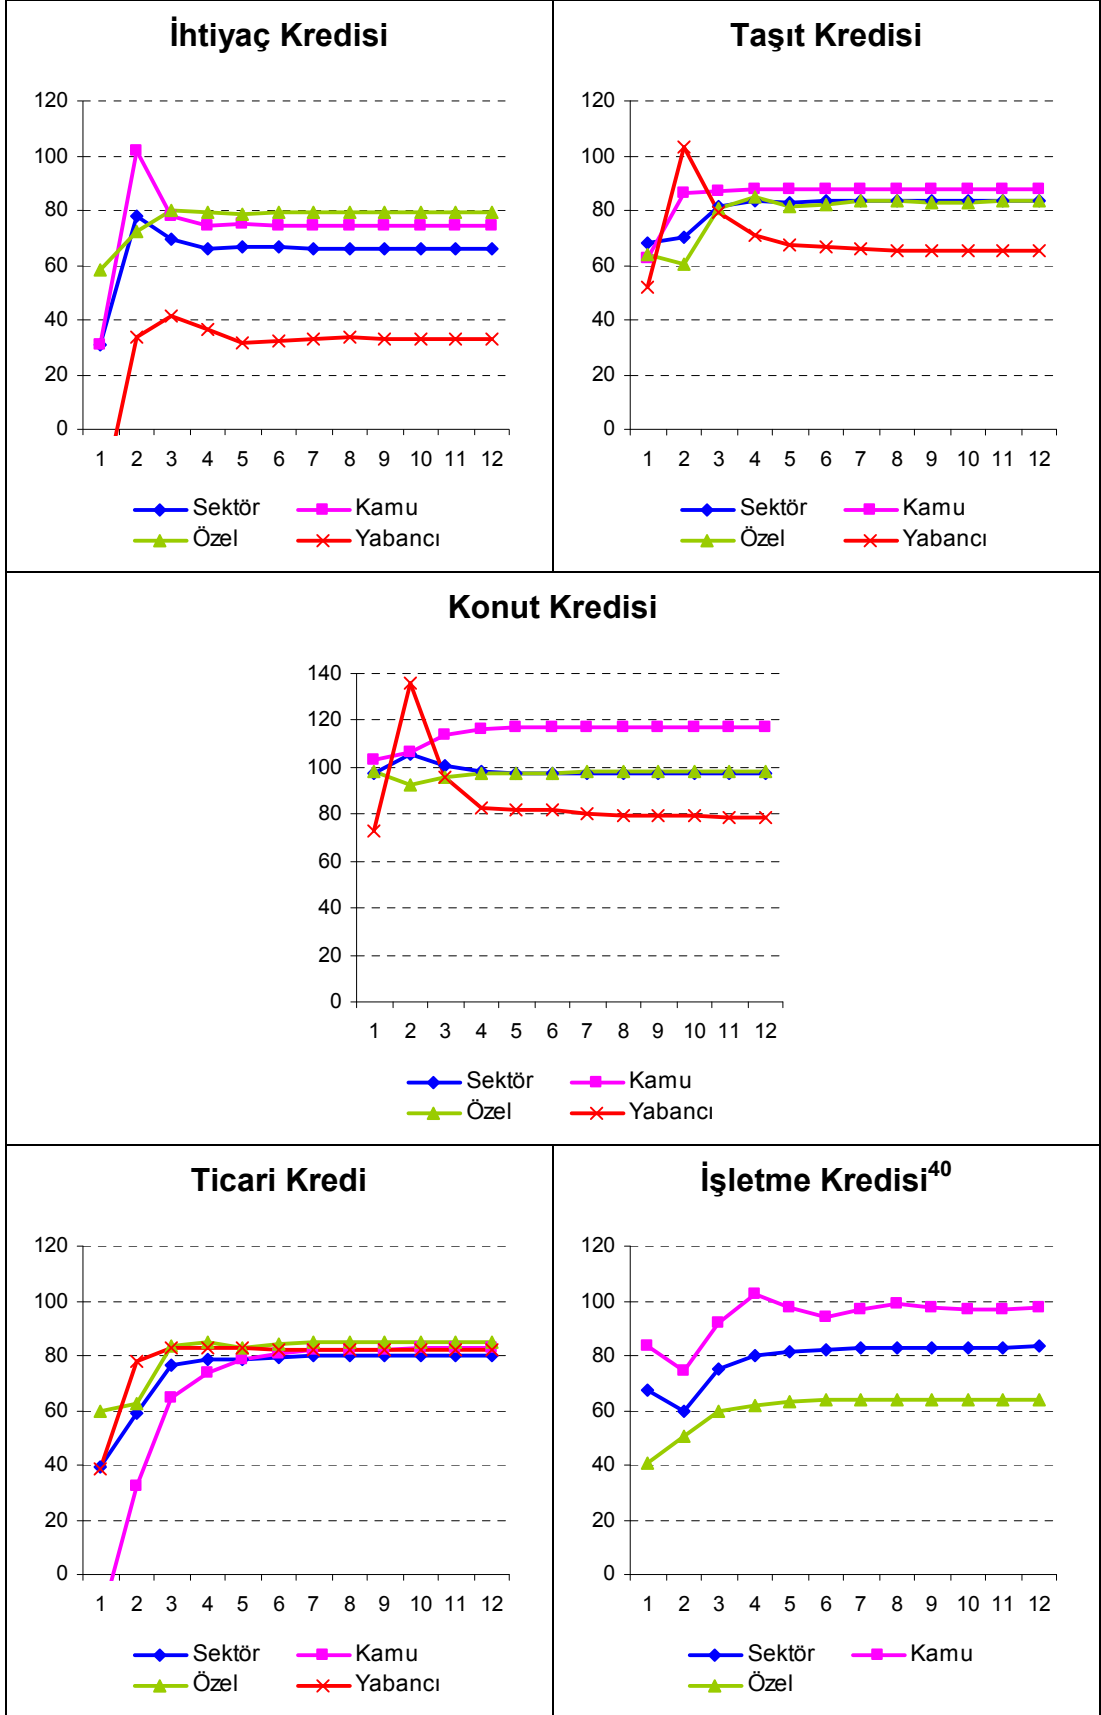 İhtiyaç Kredisi
120
100
80
60
40
20
0
1 2 3 4 5 6 7 8 9 10 11 12
Sektör Kamu
Özel Yabancı
Taşıt Kredisi
120
100
80
60
40
20
0
1 2 3 4 5 6 7 8 9 10 11 12
Sektör Kamu
Özel Yabancı
Konut Kredisi
140
120
100
80
60
40
20
0
1 2 3 4 5 6 7 8 9 10 11 12
Sektör Kamu
Özel Yabancı
Ticari Kredi
120
100
80
60
40
20
0
1 2 3 4 5 6 7 8 9 10 11 12
Sektör Kamu
Özel Yabancı
İşletme Kredisi40
120
100
80
60
40
20
0
1 2 3 4 5 6 7 8 9 10 11 12
Sektör Kamu
Özel